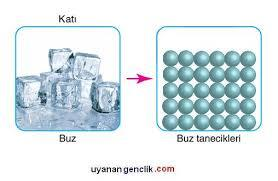 Katı
Buz
Buz tanecikleri
uyanangenclik.com